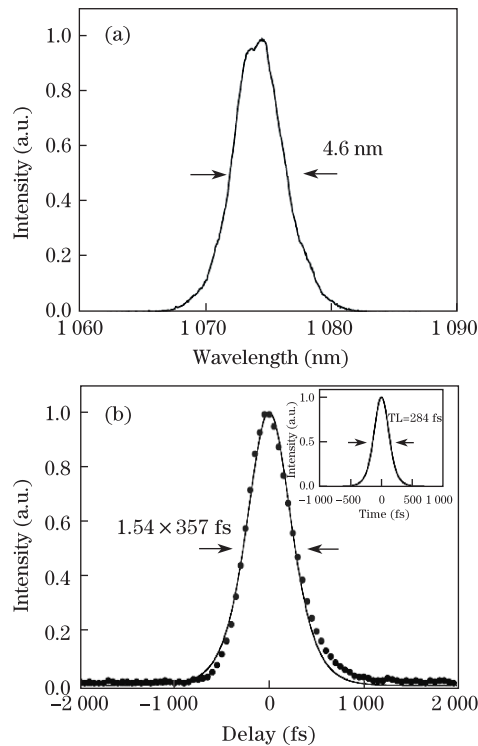 (a)
1.0
0.8
0.6
0.4
0.2
0.0
Intensity (a.u.)
4.6 nm
1 060
1 070
1 080
1 090
Wavelength (nm)
(b)
1.0
0.8
0.6
0.4
0.2
0.0
Intensity (a.u.)
1.54 × 357 fs
-2 000
-1 000
0
1 000
2 000
Delay (fs)
1.0
0.5
0.0
Intensity (a.u.)
TL=284 fs
-1 000
-500
0
500
1 000
Time (fs)